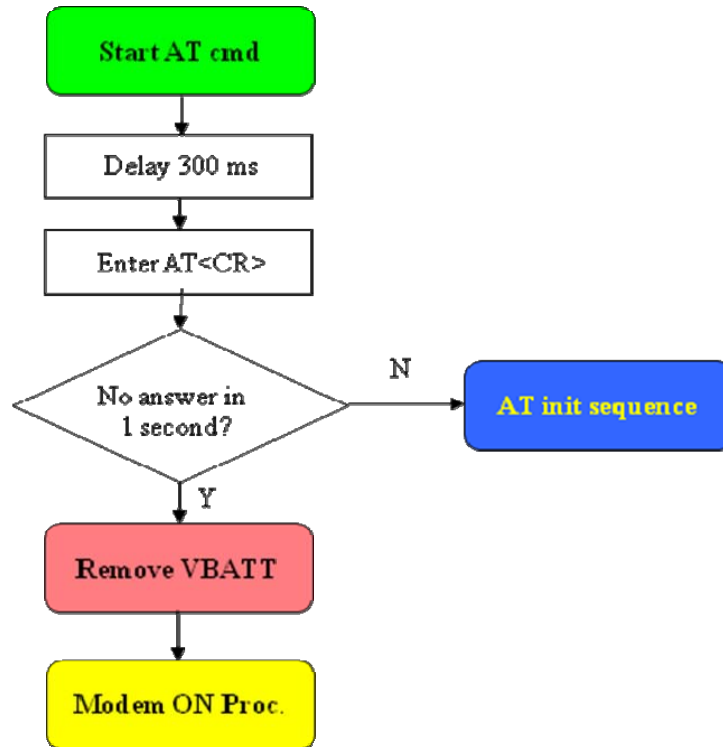 Start AT cmd
Delay 300 ms
Enter AT<CR>
No answer in
1 second?
N
AT init sequence
Y
Remove VBATT
Modem ON Proc.